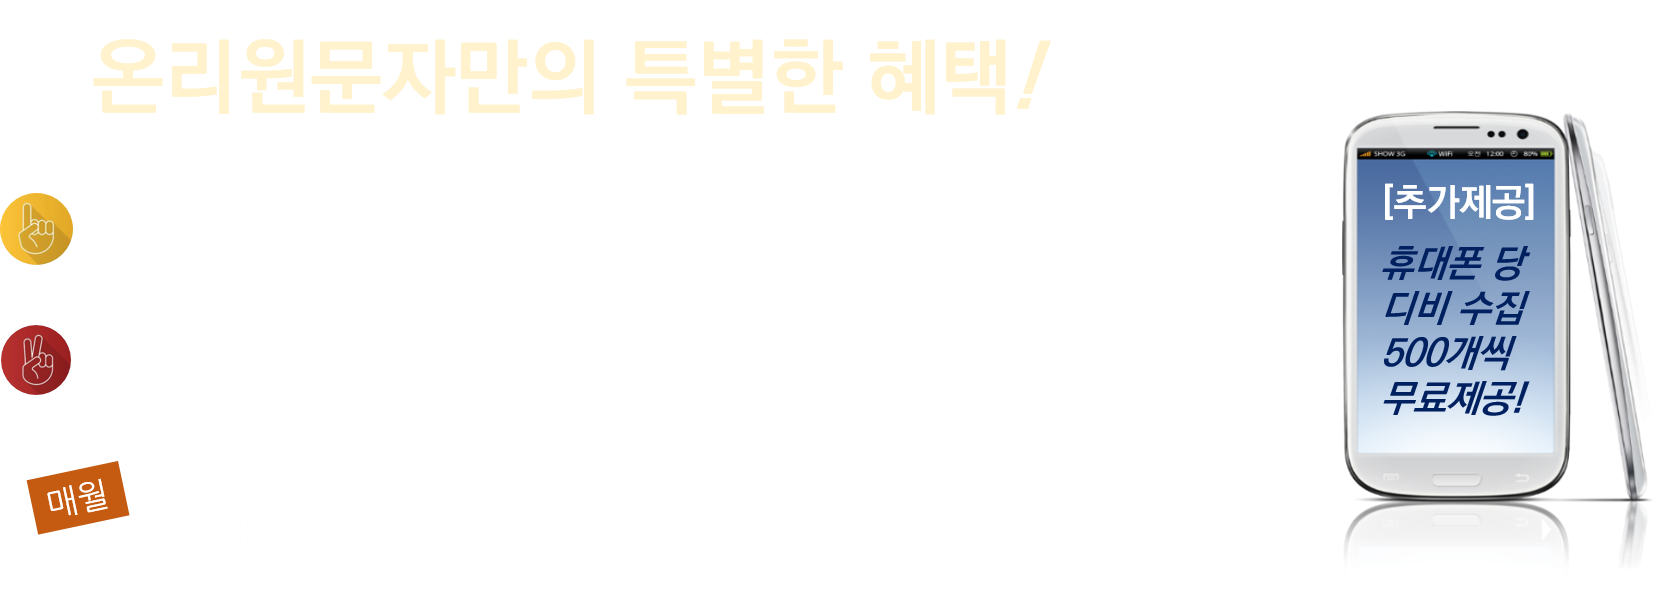 온리원문자만의 특별한 혜택!
SHOW 3G WiFi 오전 12:00 80%
[추가제공]
휴대폰 당
디비 수집
500개씩
무료제공!
매월